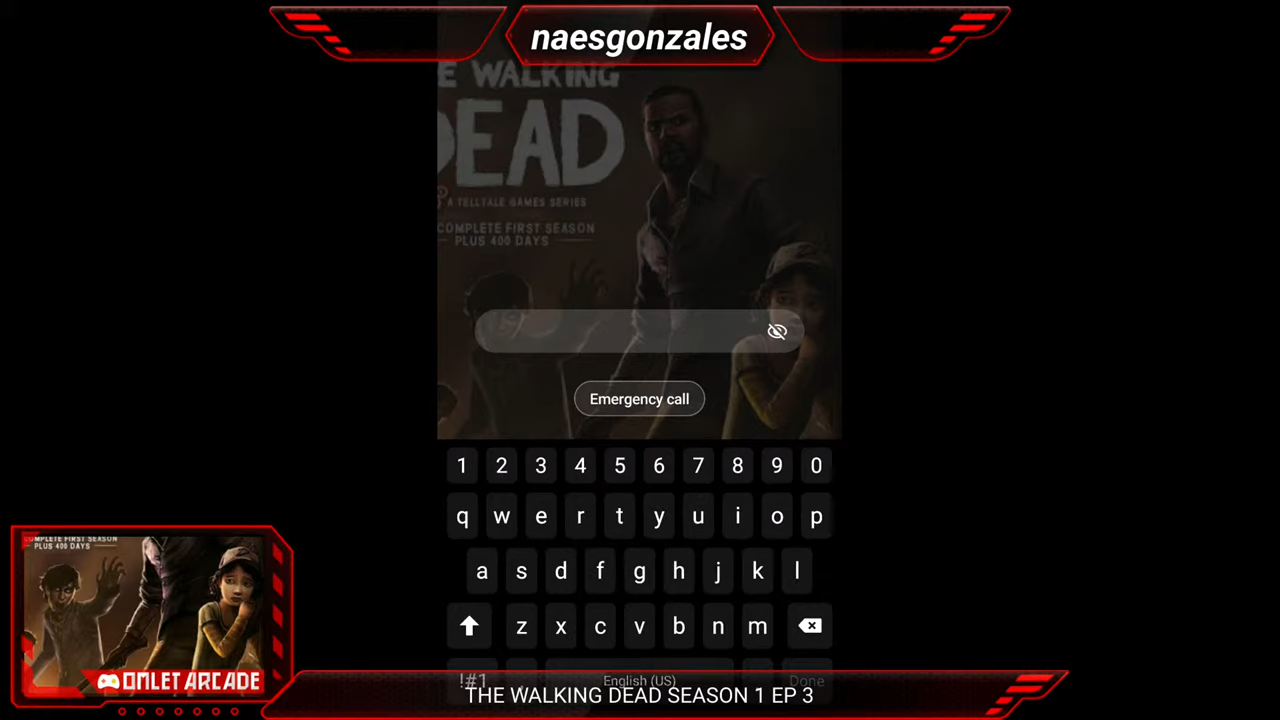 naesgonzales
E WALKING
DEAD
A TELLTALE GAMES SERIES
COMPLETE FIRST SEASON
PLUS 400 DAYS
Emergency call
1 2 3 4 5 6 7 8 9 0
q w e r t y u i o p
a s d f g h j k l
z x c v b n m
!#1 English (US) Done
COMPLETE FIRST SEASON
PLUS 400 DAYS
OMLET ARCADE
THE WALKING DEAD SEASON 1 EP 3